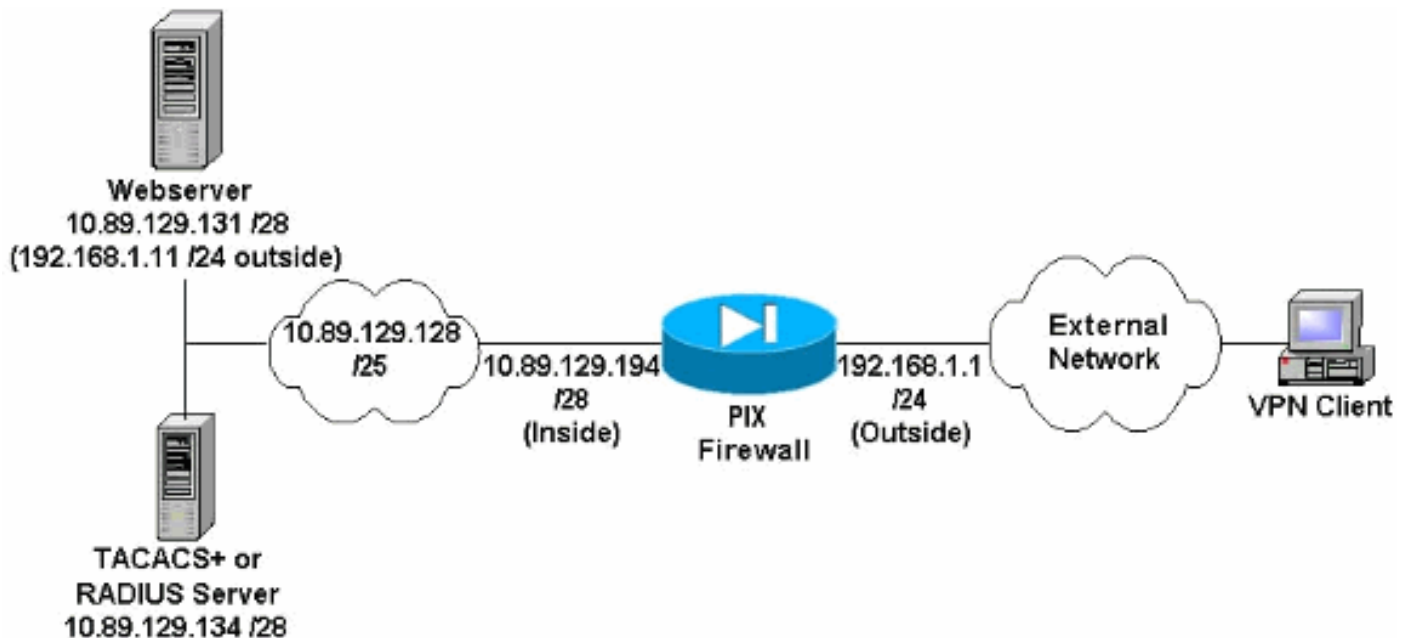 Webserver
10.89.129.131 /28
(192.168.1.11 /24 outside)
10.89.129.128
/25
10.89.129.194
/28
(Inside)
PIX
Firewall
192.168.1.1
/24
(Outside)
External
Network
VPN Client
TACACS+ or
RADIUS Server
10.89.129.134 /28